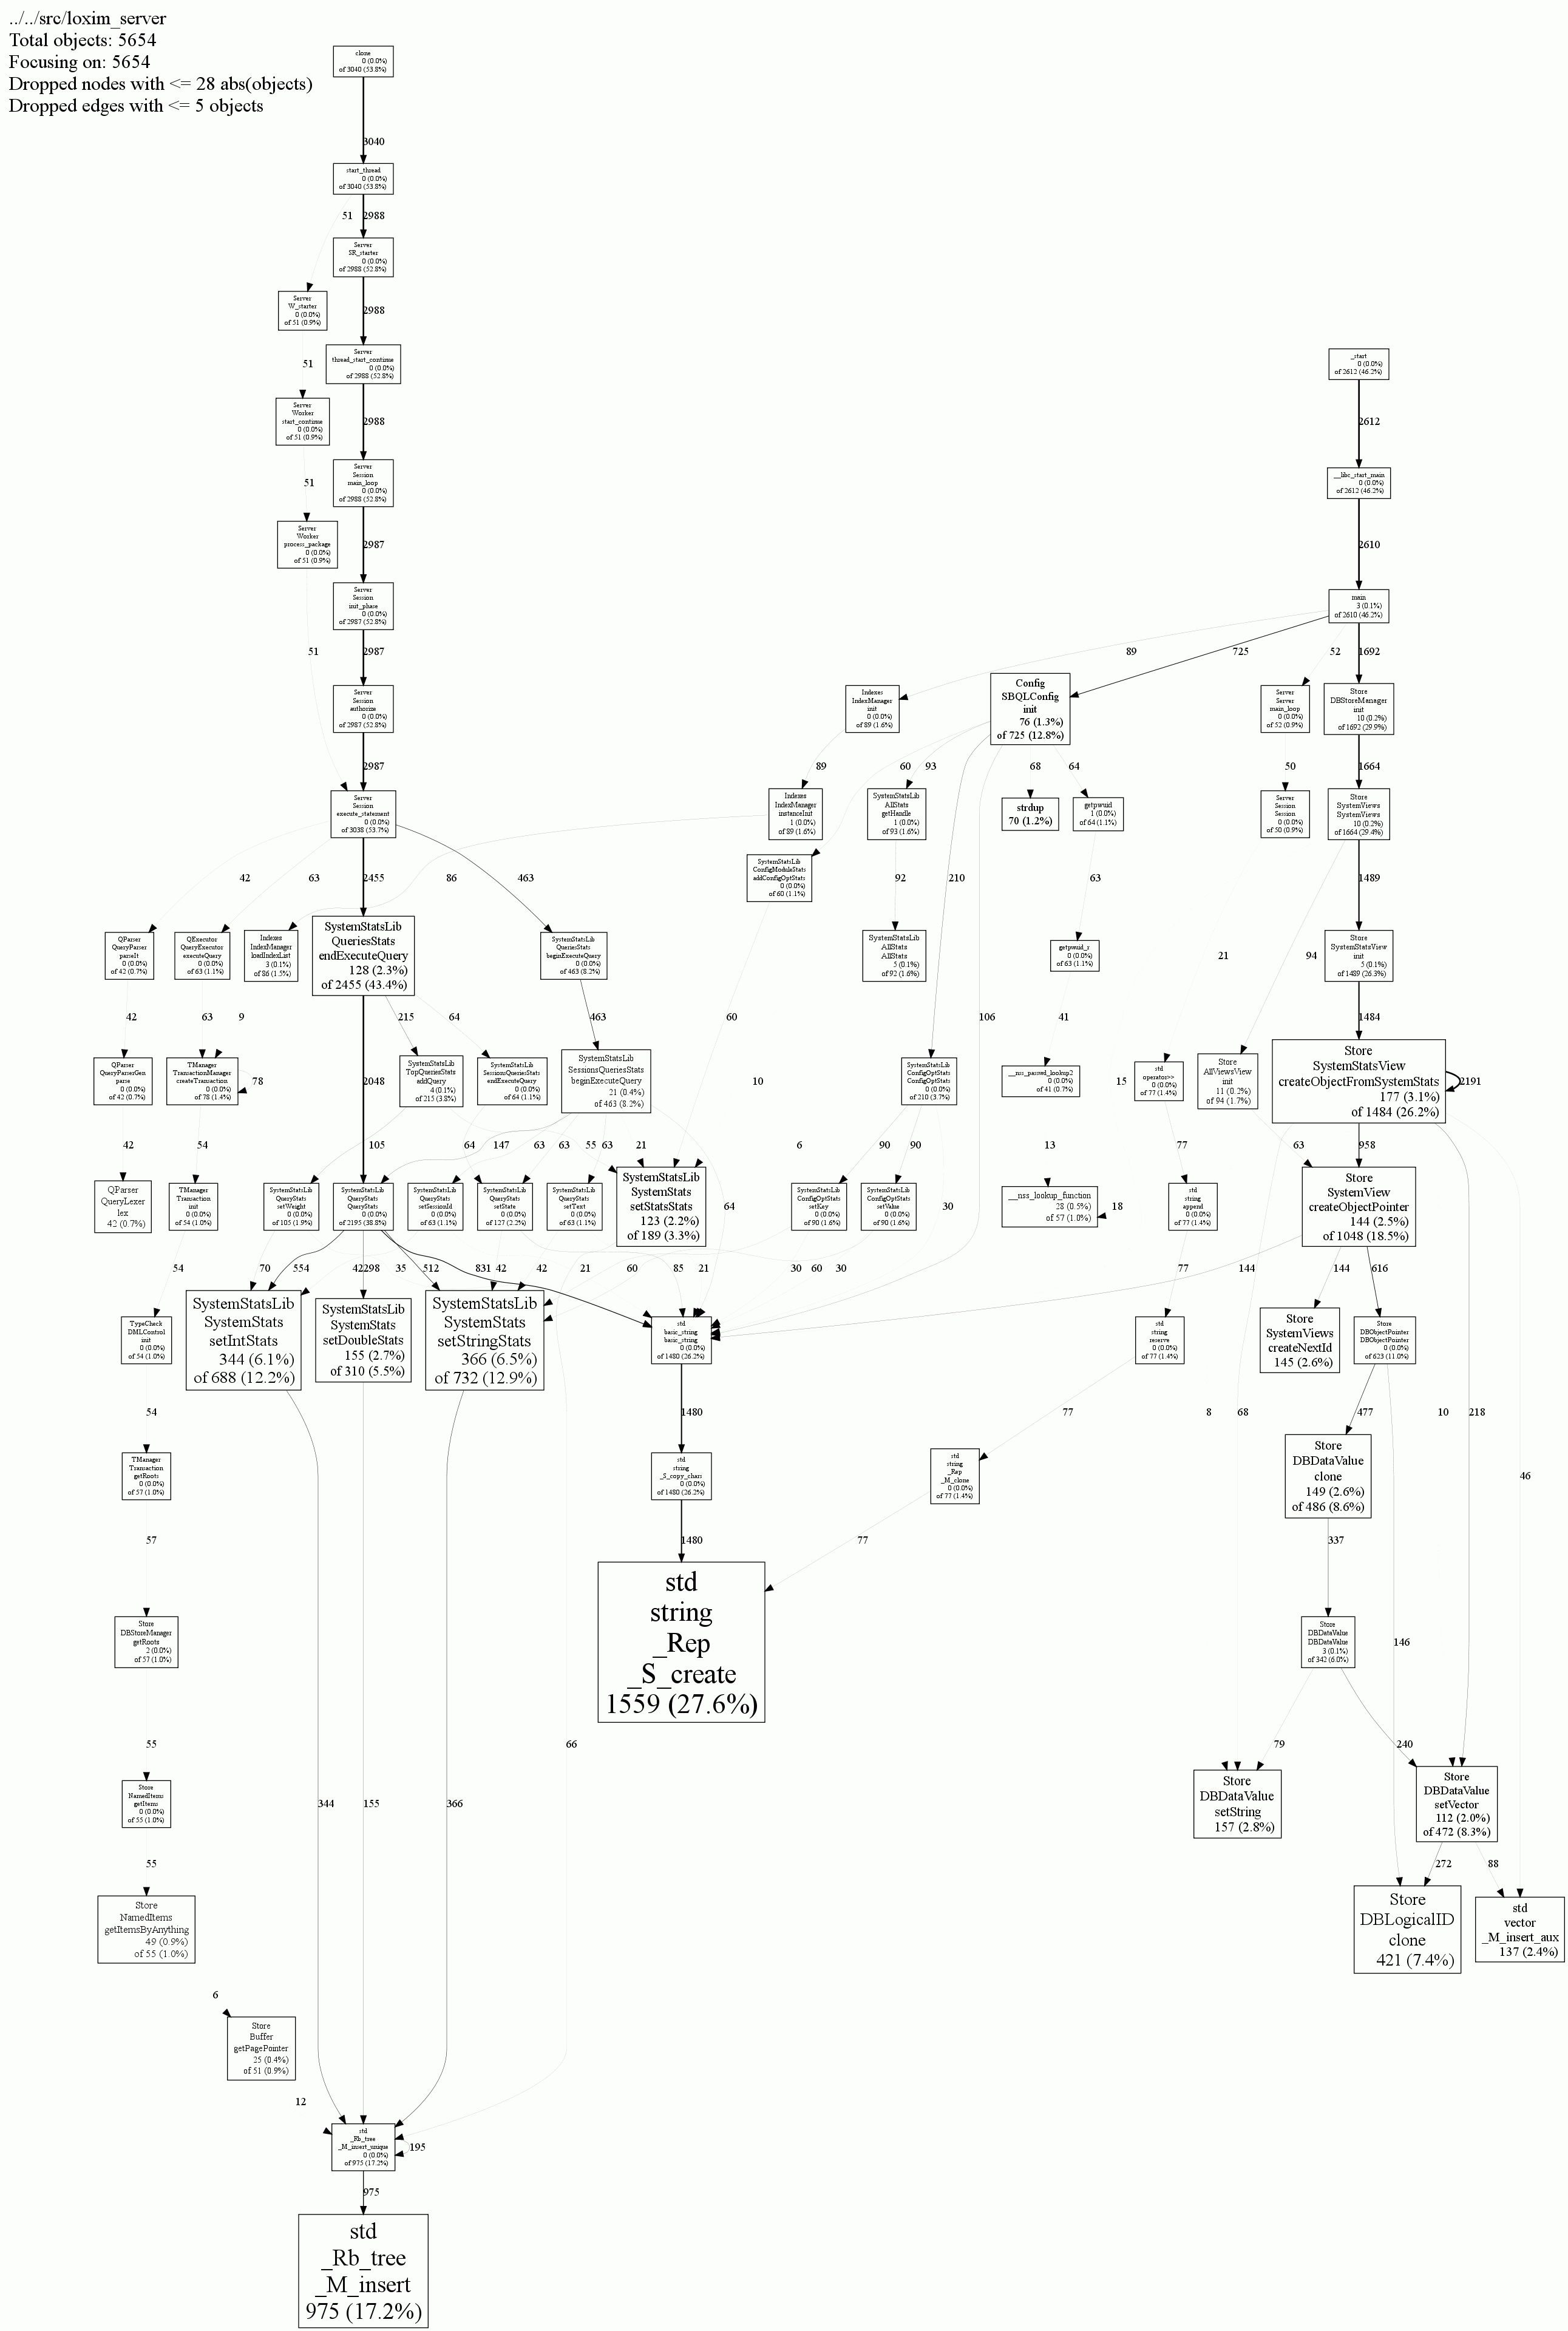 ../../src/loxim_server
Total objects: 5654
Focusing on: 5654
Dropped nodes with <= 28 abs(objects)
Dropped edges with <= 5 objects
clone
0 (0.0%)
of 3040 (53.8%)
3040
start_thread
0 (0.0%)
of 3040 (53.8%)
51
2988
Server
SR_starter
0 (0.0%)
of 2988 (52.8%)
Server
W_starter
0 (0.0%)
of 51 (0.9%)
2988
Server
thread_start_continue
0 (0.0%)
of 2988 (52.8%)
_start
0 (0.0%)
of 2612 (46.2%)
51
Server
Worker
start_continue
0 (0.0%)
of 51 (0.9%)
2988
2612
Server
Session
main_loop
0 (0.0%)
of 2988 (52.8%)
__libc_start_main
0 (0.0%)
of 2612 (46.2%)
51
Server
Worker
process_package
0 (0.0%)
of 51 (0.9%)
2987
2610
Server
Session
init_phase
0 (0.0%)
of 2987 (52.8%)
main
3 (0.1%)
of 2610 (46.2%)
51
2987
89
725
52
1692
Server
Session
authorize
0 (0.0%)
of 2987 (52.8%)
Indexes
IndexManager
init
0 (0.0%)
of 89 (1.6%)
Config
SBQLConfig
init
76 (1.3%)
of 725 (12.8%)
Server
Server
main_loop
0 (0.0%)
of 52 (0.9%)
Store
DBStoreManager
init
10 (0.2%)
of 1692 (29.9%)
2987
89
60
93
68
64
50
1664
Server
Session
execute_statement
0 (0.0%)
of 3038 (53.7%)
Indexes
IndexManager
instanceInit
1 (0.0%)
of 89 (1.6%)
SystemStatsLib
AllStats
getHandle
1 (0.0%)
of 93 (1.6%)
strdup
70 (1.2%)
getpwuid
1 (0.0%)
of 64 (1.1%)
Server
Session
Session
0 (0.0%)
of 50 (0.9%)
Store
SystemViews
SystemViews
10 (0.2%)
of 1664 (29.4%)
SystemStatsLib
ConfigModuleStats
addConfigOptStats
0 (0.0%)
of 60 (1.1%)
42
63
2455
86
463
92
210
63
1489
QParser
QueryParser
parseIt
0 (0.0%)
of 42 (0.7%)
QExecutor
QueryExecutor
executeQuery
0 (0.0%)
of 63 (1.1%)
Indexes
IndexManager
loadIndexList
3 (0.1%)
of 86 (1.5%)
SystemStatsLib
QueriesStats
endExecuteQuery
128 (2.3%)
of 2455 (43.4%)
SystemStatsLib
QueriesStats
beginExecuteQuery
0 (0.0%)
of 463 (8.2%)
SystemStatsLib
AllStats
AllStats
5 (0.1%)
of 92 (1.6%)
getpwuid_r
0 (0.0%)
of 63 (1.1%)
21
94
Store
SystemStatsView
init
5 (0.1%)
of 1489 (26.3%)
42
63
9
215
64
463
60
106
41
1484
QParser
QueryParserGen
parse
0 (0.0%)
of 42 (0.7%)
TManager
TransactionManager
createTransaction
0 (0.0%)
of 78 (1.4%)
78
2048
SystemStatsLib
TopQueriesStats
addQuery
4 (0.1%)
of 215 (3.8%)
SystemStatsLib
SessionsQueriesStats
endExecuteQuery
0 (0.0%)
of 64 (1.1%)
SystemStatsLib
SessionsQueriesStats
beginExecuteQuery
21 (0.4%)
of 463 (8.2%)
10
SystemStatsLib
ConfigOptStats
ConfigOptStats
0 (0.0%)
of 210 (3.7%)
__nss_passwd_lookup2
0 (0.0%)
of 41 (0.7%)
15
std
operator>>
0 (0.0%)
of 77 (1.4%)
Store
AllViewsView
init
11 (0.2%)
of 94 (1.7%)
Store
SystemStatsView
createObjectFromSystemStats
177 (3.1%)
of 1484 (26.2%)
2191
42
54
105
64
147
63
63
55
63
21
6
90
90
13
77
63
958
QParser
QueryLexer
lex
42 (0.7%)
TManager
Transaction
init
0 (0.0%)
of 54 (1.0%)
SystemStatsLib
QueryStats
setWeight
0 (0.0%)
of 105 (1.9%)
SystemStatsLib
QueryStats
QueryStats
0 (0.0%)
of 2195 (38.8%)
SystemStatsLib
QueryStats
setSessionId
0 (0.0%)
of 63 (1.1%)
SystemStatsLib
QueryStats
setState
0 (0.0%)
of 127 (2.2%)
SystemStatsLib
QueryStats
setText
0 (0.0%)
of 63 (1.1%)
SystemStatsLib
SystemStats
setStatsStats
123 (2.2%)
of 189 (3.3%)
64
SystemStatsLib
ConfigOptStats
setKey
0 (0.0%)
of 90 (1.6%)
SystemStatsLib
ConfigOptStats
setValue
0 (0.0%)
of 90 (1.6%)
30
__nss_lookup_function
28 (0.5%)
of 57 (1.0%)
18
std
string
append
0 (0.0%)
of 77 (1.4%)
Store
SystemView
createObjectPointer
144 (2.5%)
of 1048 (18.5%)
54
70
554
42
298
35
512
831
42
42
21
60
85
21
30
60
30
77
144
144
616
TypeCheck
DMLControl
init
0 (0.0%)
of 54 (1.0%)
SystemStatsLib
SystemStats
setIntStats
344 (6.1%)
of 688 (12.2%)
SystemStatsLib
SystemStats
setDoubleStats
155 (2.7%)
of 310 (5.5%)
SystemStatsLib
SystemStats
setStringStats
366 (6.5%)
of 732 (12.9%)
std
basic_string
basic_string
0 (0.0%)
of 1480 (26.2%)
std
string
reserve
0 (0.0%)
of 77 (1.4%)
Store
SystemViews
createNextId
145 (2.6%)
Store
DBObjectPointer
DBObjectPointer
0 (0.0%)
of 623 (11.0%)
54
1480
77
8
68
477
10
218
TManager
Transaction
getRoots
0 (0.0%)
of 57 (1.0%)
std
string
_S_copy_chars
0 (0.0%)
of 1480 (26.2%)
std
string
_Rep
_M_clone
0 (0.0%)
of 77 (1.4%)
Store
DBDataValue
clone
149 (2.6%)
of 486 (8.6%)
46
57
1480
77
337
std
string
_Rep
_S_create
1559 (27.6%)
Store
DBStoreManager
getRoots
2 (0.0%)
of 57 (1.0%)
Store
DBDataValue
DBDataValue
3 (0.1%)
of 342 (6.0%)
146
55
66
79
240
Store
NamedItems
getItems
0 (0.0%)
of 55 (1.0%)
344
155
366
Store
DBDataValue
setString
157 (2.8%)
Store
DBDataValue
setVector
112 (2.0%)
of 472 (8.3%)
55
272
88
Store
NamedItems
getItemsByAnything
49 (0.9%)
of 55 (1.0%)
Store
DBLogicalID
clone
421 (7.4%)
std
vector
_M_insert_aux
137 (2.4%)
6
Store
Buffer
getPagePointer
25 (0.4%)
of 51 (0.9%)
12
std
_Rb_tree
_M_insert_unique
0 (0.0%)
of 975 (17.2%)
195
975
std
_Rb_tree
_M_insert
975 (17.2%)